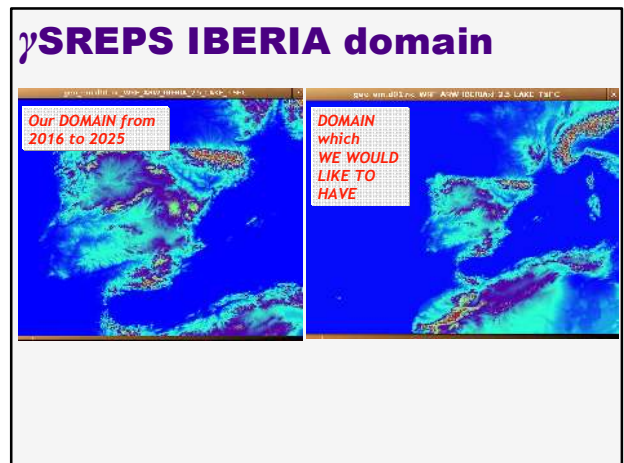 γSREPS IBERIA domain
Our DOMAIN from
2016 to 2025
DOMAIN
which
WE WOULD
LIKE TO
HAVE